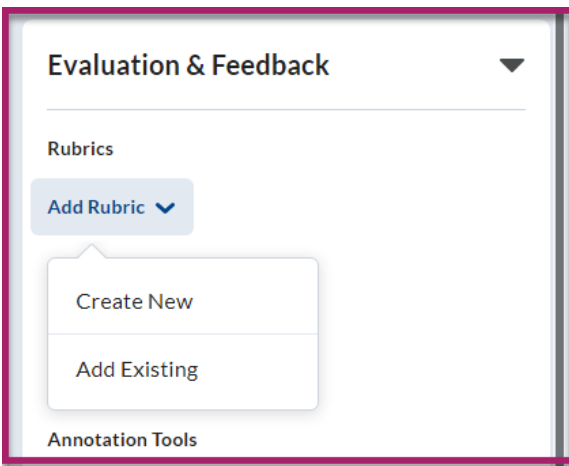 Evaluation & Feedback
Rubrics
Add Rubric
Create New
Add Existing
Annotation Tools